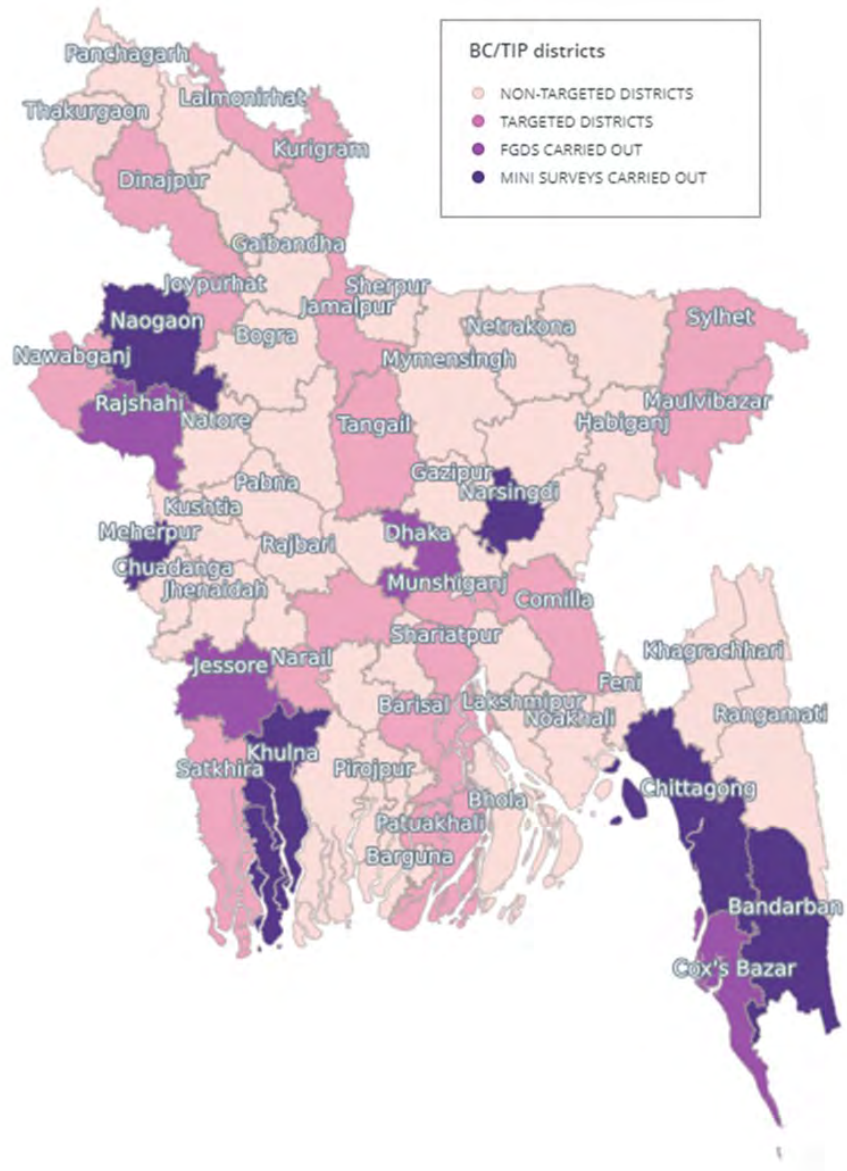 BC/TIP districts
NON-TARGETED DISTRICTS
TARGETED DISTRICTS
FGDS CARRIED OUT
MINI SURVEYS CARRIED OUT
Panchagarh
Thakurgaon
Lalmonirhat
Kurigram
Dinajpur
Gaibandha
Joypurhat
Sherpur
Jamalpur
Naogaon
Bogra
Netrakona
Sylhet
Nawabganj
Mymensingh
Rajshahi
Natore
Tangail
Habiganj
Maulvibazar
Gazipur
Pabna
Narsingdi
Kushtia
Meherpur
Dhaka
Rajbari
Chuadanga
Jhenaidah
Munshiganj
Comilla
Shariatpur
Khagrachhari
Jessore
Narail
Feni
Barisal
Lakshmipur
Noakhali
Rangamati
Khulna
Satkhira
Pirojpur
Chittagong
Bhola
Patuakhali
Barguna
Bandarban
Cox's Bazar